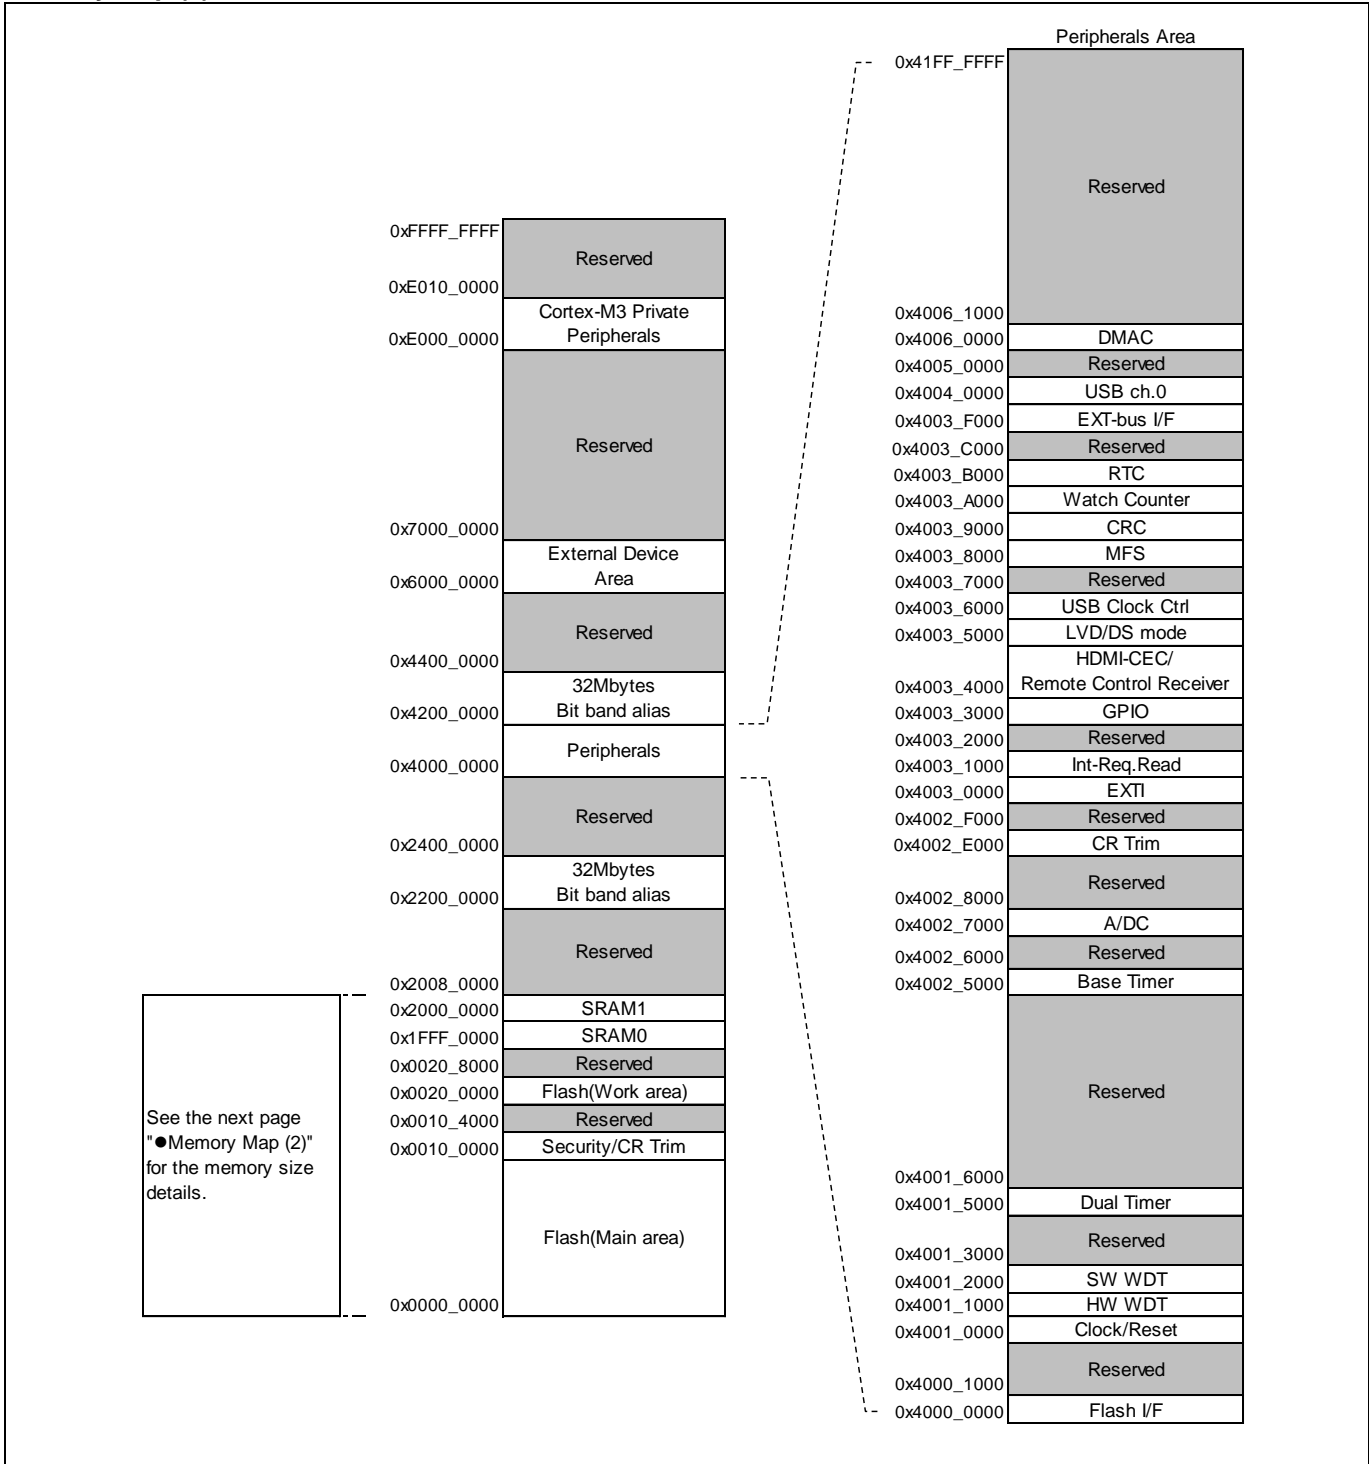 Peripherals Area
0x41FF_FFFF
Reserved
0x4006_1000
0x4006_0000 DMAC
0x4005_0000 Reserved
0x4004_0000 USB ch.0
0x4003_F000 EXT-bus I/F
0x4003_C000 Reserved
0x4003_B000 RTC
0x4003_A000 Watch Counter
0x4003_9000 CRC
0x4003_8000 MFS
0x4003_7000 Reserved
0x4003_6000 USB Clock Ctrl
0x4003_5000 LVD/DS mode
HDMI-CEC/
0x4003_4000 Remote Control Receiver
0x4003_3000 GPIO
0x4003_2000 Reserved
0x4003_1000 Int-Req.Read
0x4003_0000 EXTI
0x4002_F000 Reserved
0x4002_E000 CR Trim
Reserved
0x4002_8000
0x4002_7000 A/DC
0x4002_6000 Reserved
0x4002_5000 Base Timer
Reserved
0x4001_6000
0x4001_5000 Dual Timer
Reserved
0x4001_3000
0x4001_2000 SW WDT
0x4001_1000 HW WDT
0x4001_0000 Clock/Reset
Reserved
0x4000_1000
0x4000_0000 Flash I/F
0xFFFF_FFFF
Reserved
0xE010_0000
Cortex-M3 Private
0xE000_0000 Peripherals
Reserved
0x7000_0000
External Device
0x6000_0000 Area
Reserved
0x4400_0000
32Mbytes
0x4200_0000 Bit band alias
Peripherals
0x4000_0000
Reserved
0x2400_0000
32Mbytes
0x2200_0000 Bit band alias
Reserved
0x2008_0000
0x2000_0000 SRAM1
0x1FFF_0000 SRAM0
0x0020_8000 Reserved
0x0020_0000 Flash(Work area)
0x0010_4000 Reserved
0x0010_0000 Security/CR Trim
Flash(Main area)
0x0000_0000
See the next page
"●Memory Map (2)"
for the memory size
details.